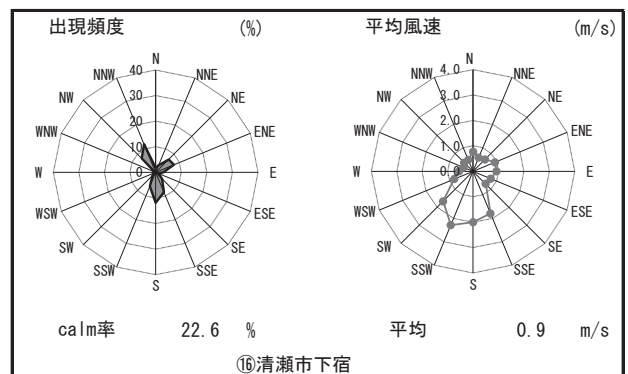 出現頻度 (%)
N
NNE
NE
ENE
E
ESE
SE
SSE
S
SSW
SW
WSW
W
WNW
NW
NNW
40
30
20
10
0
calm率 22.6 %
平均風速 (m/s)
N
NNE
NE
ENE
E
ESE
SE
SSE
S
SSW
SW
WSW
W
WNW
NW
NNW
4.0
3.0
2.0
1.0
0.0
平均 0.9 m/s
⑯清瀬市下宿